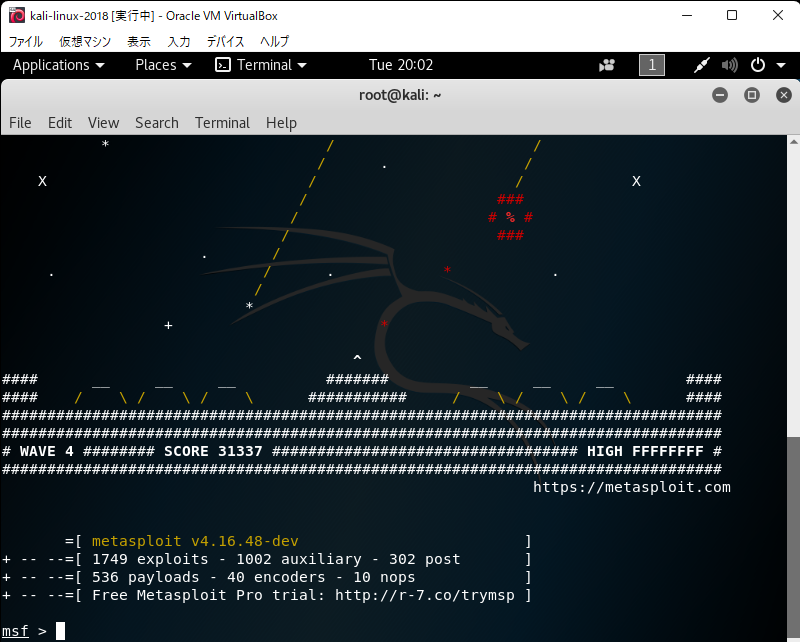 kali-linux-2018 [実行中] - Oracle VM VirtualBox
ファイル 仮想マシン 表示 入力 デバイス ヘルプ
Applications Places Terminal Tue 20:02 1
root@kali: ~
File Edit View Search Terminal Help
* / /
/ . /
X / / X
/ ###
/ # % #
/ ###
. /
. / . * .
/
*
+ *
^
#### __ __ __ ####### __ __ __ ####
#### / \ / \ / \ ########### / \ / \ / \ ####
################################################################################
################################################################################
# WAVE 4 ######## SCORE 31337 ################################## HIGH FFFFFFFF #
################################################################################
https://metasploit.com
=[ metasploit v4.16.48-dev ]
+ -- --=[ 1749 exploits - 1002 auxiliary - 302 post ]
+ -- --=[ 536 payloads - 40 encoders - 10 nops ]
+ -- --=[ Free Metasploit Pro trial: http://r-7.co/trymsp ]
msf >